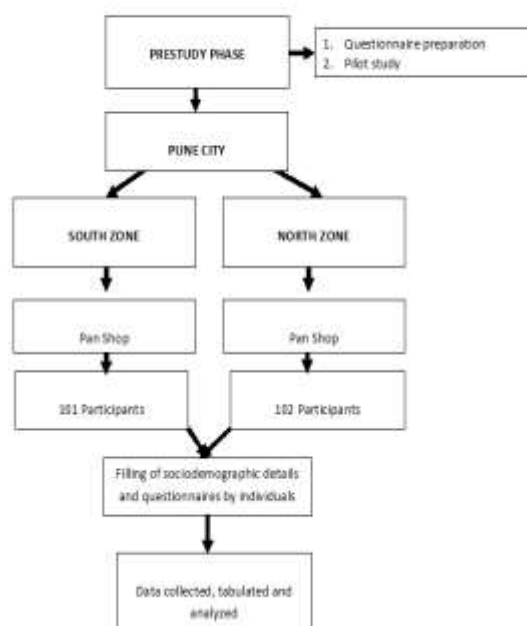 PRESTUDY PHASE
1. Questionnaire preparation
2. Pilot study
PUNE CITY
SOUTH ZONE
NORTH ZONE
Pan Shop
Pan Shop
101 Participants
102 Participants
Filling of sociodemographic details
and questionnaires by individuals
Data collected, tabulated and
analyzed